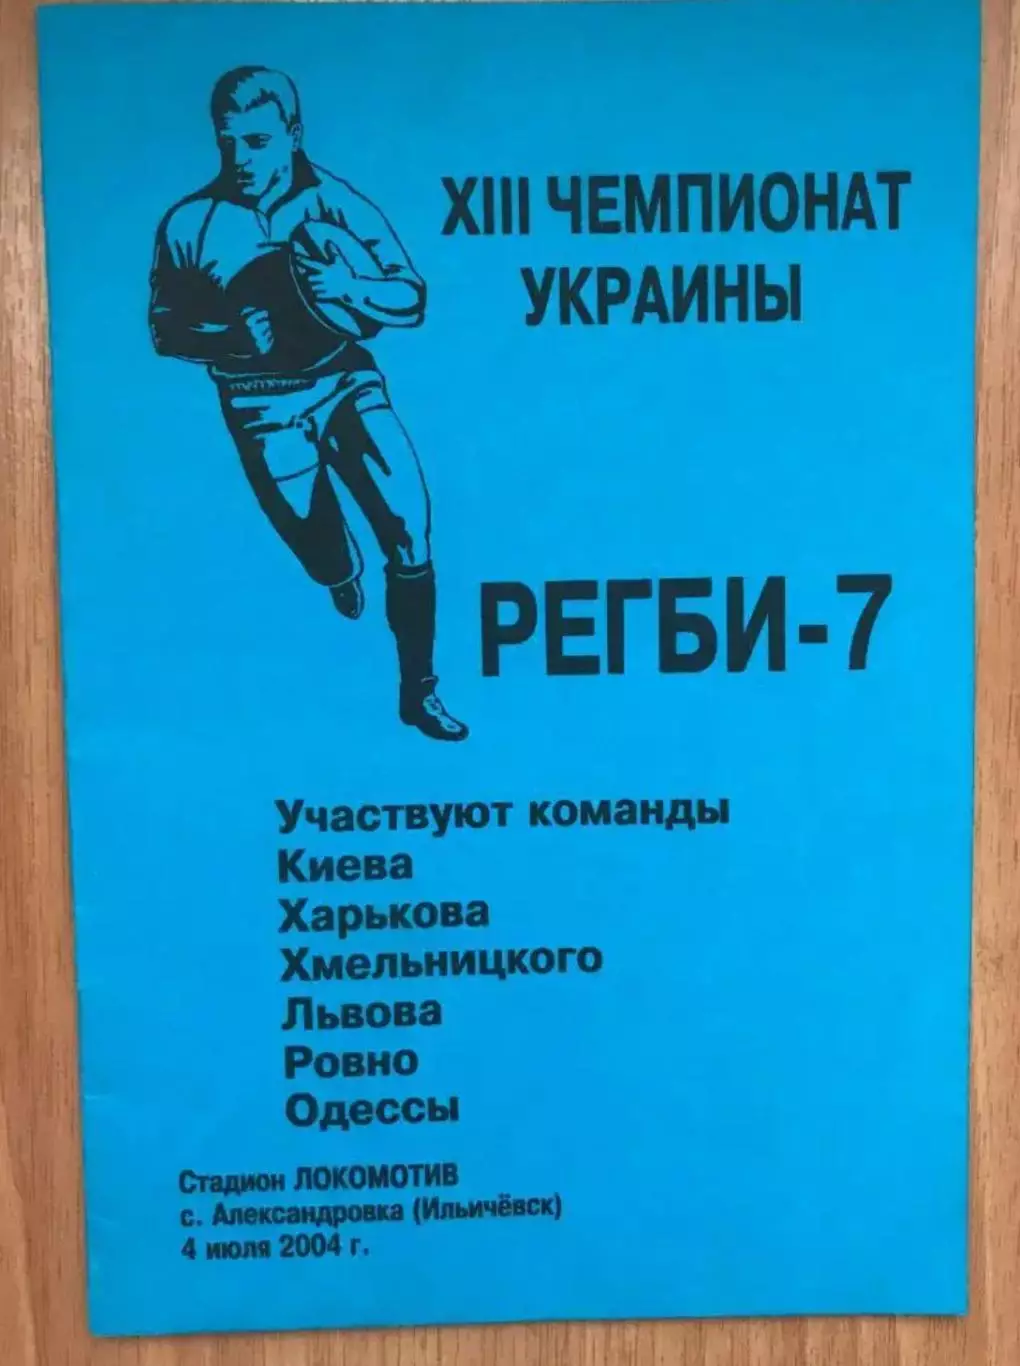 XIII ЧЕМПИОНАТ
УКРАИНЫ
РЕГБИ-7
Участвуют команды
Киева
Харькова
Хмельницкого
Львова
Ровно
Одессы
Стадион ЛОКОМОТИВ
с. Александровка (Ильичёвск)
4 июля 2004 г.